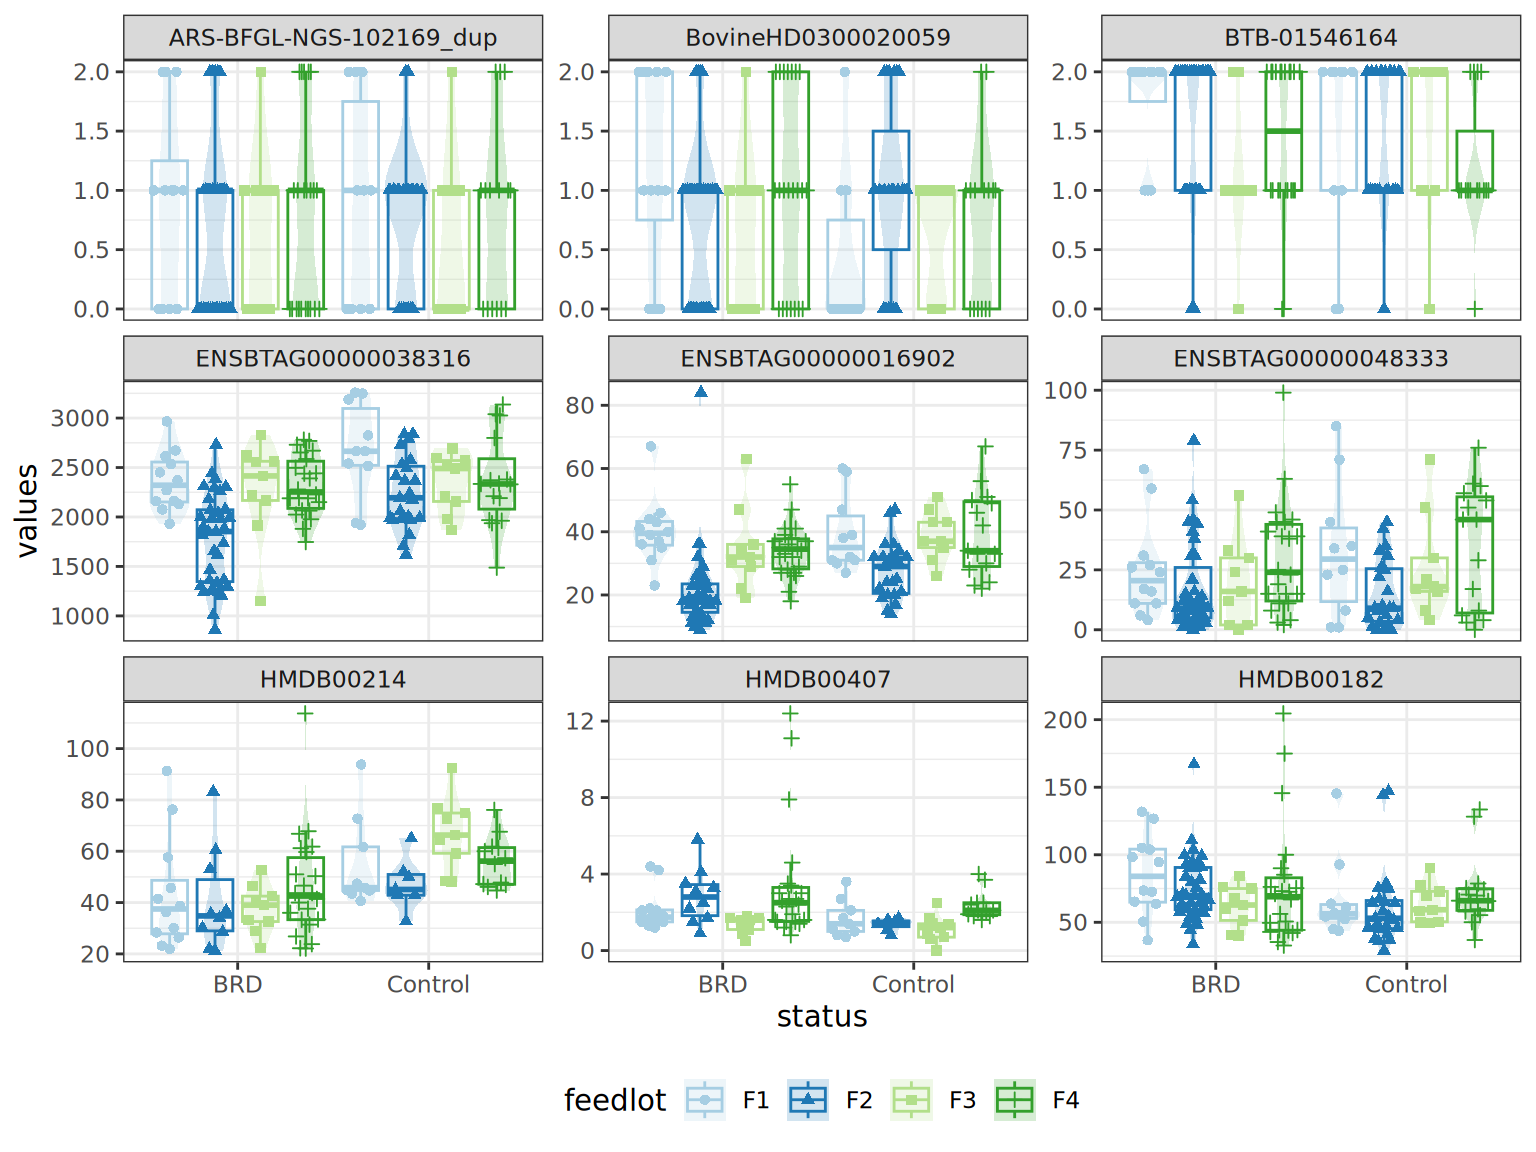 ARS-BFGL-NGS-102169_dup
BovineHD0300020059
BTB-01546164
2.0
1.5
1.0
0.5
0.0
2.0
1.5
1.0
0.5
0.0
2.0
1.5
1.0
0.5
0.0
ENSBTAG00000038316
ENSBTAG00000016902
ENSBTAG00000048333
3000
2500
2000
1500
1000
80
60
40
20
100
75
50
25
0
values
HMDB00214
HMDB00407
HMDB00182
100
80
60
40
20
12
8
4
0
200
150
100
50
BRD
Control
BRD
Control
BRD
Control
status
feedlot F1 F2 F3 F4